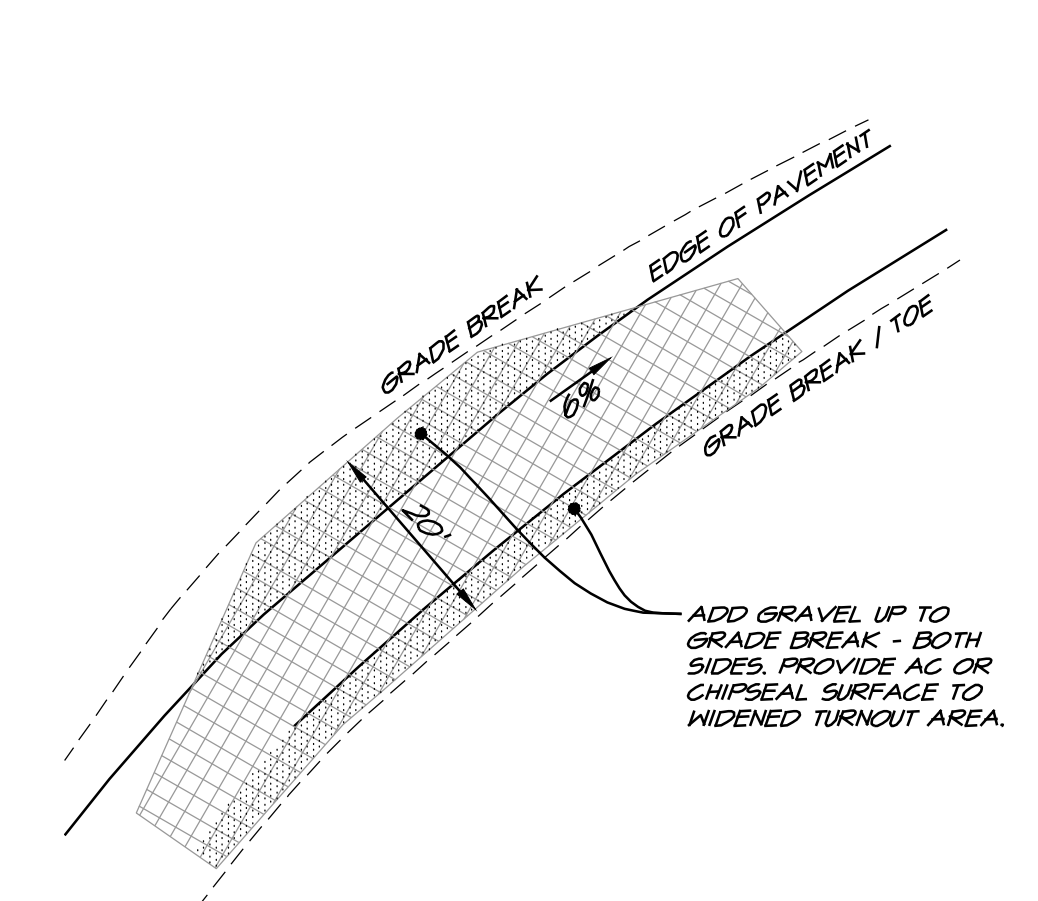 EDGE OF PAVEMENT
GRADE BREAK
GRADE BREAK / TOE
6%
20'
ADD GRAVEL UP TO
GRADE BREAK - BOTH
SIDES. PROVIDE AC OR
CHIPSEAL SURFACE TO
WIDENED TURNOUT AREA.